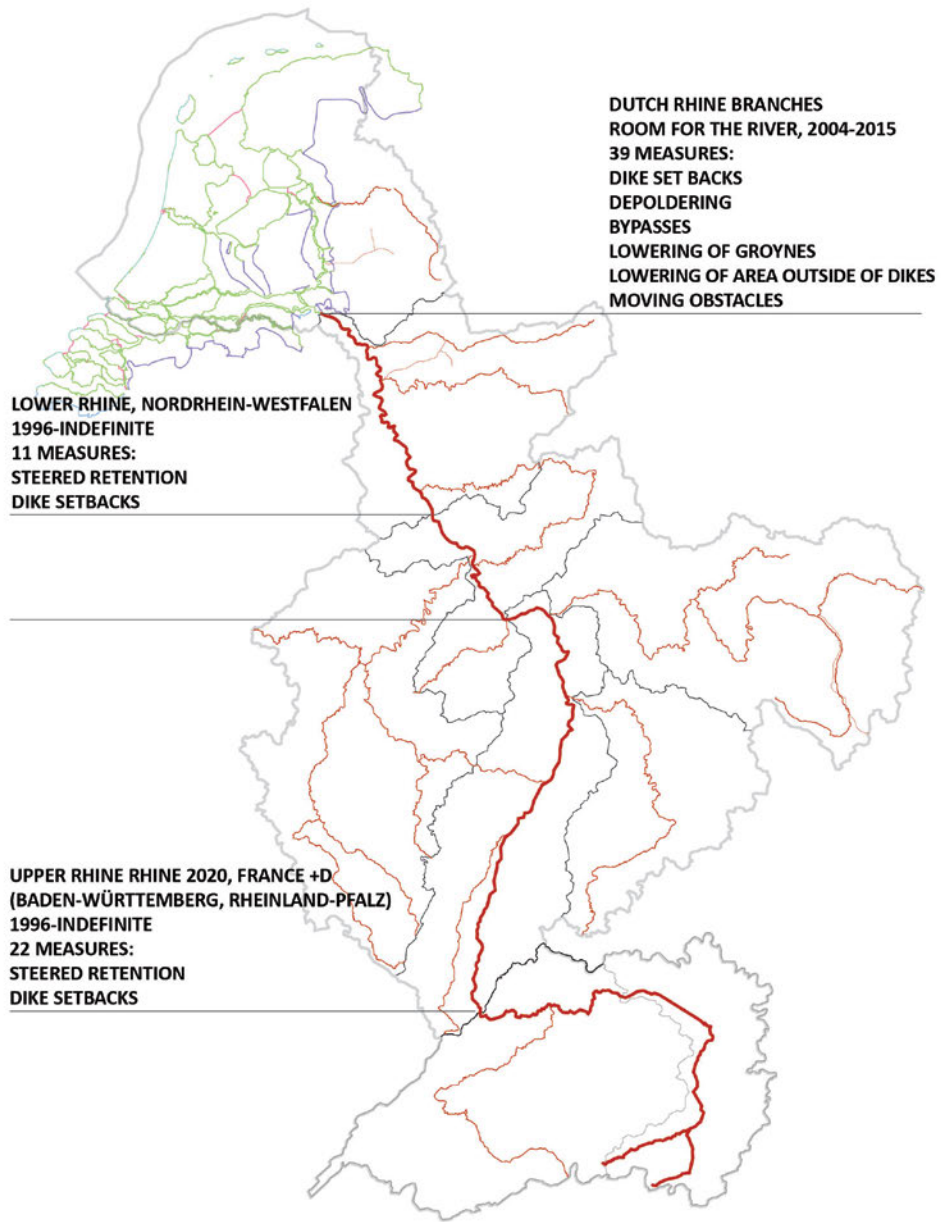 DUTCH RHINE BRANCHES
ROOM FOR THE RIVER, 2004-2015
39 MEASURES:
DIKE SET BACKS
DEPOLDERING
BYPASSES
LOWERING OF GROYNES
LOWERING OF AREA OUTSIDE OF DIKES
MOVING OBSTACLES
LOWER RHINE, NORDRHEIN-WESTFALEN
1996-INDEFINITE
11 MEASURES:
STEERED RETENTION
DIKE SETBACKS
UPPER RHINE RHINE 2020, FRANCE +D
(BADEN-WÜRTTEMBERG, RHEINLAND-PFALZ)
1996-INDEFINITE
22 MEASURES:
STEERED RETENTION
DIKE SETBACKS